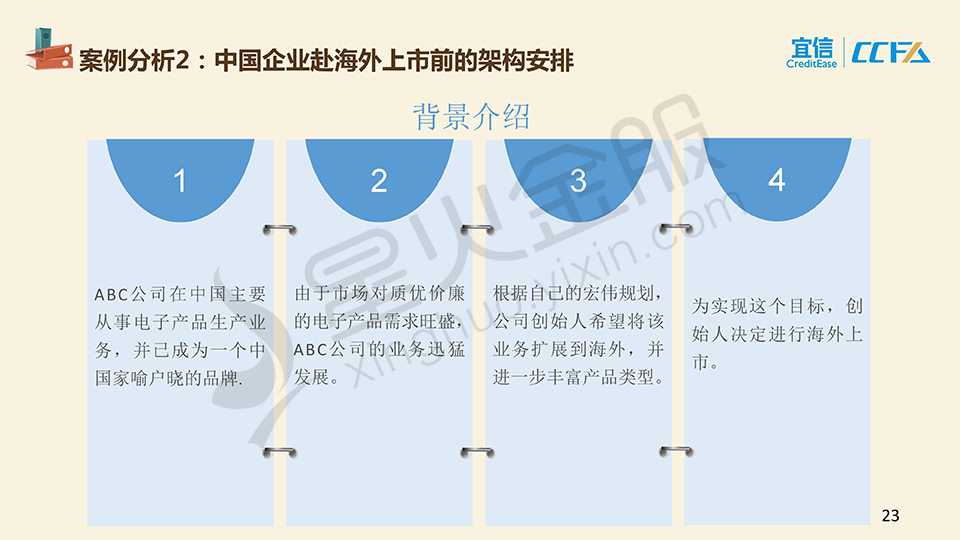 案例分析2：中国企业赴海外上市前的架构安排
宜信
CreditEase
CCFA
背景介绍
1
2
3
4
ABC公司在中国主要
从事电子产品生产业
务，并已成为一个中
国家喻户晓的品牌.
由于市场对质优价廉
的电子产品需求旺盛，
ABC公司的业务迅猛
发展。
根据自己的宏伟规划，
公司创始人希望将该
业务扩展到海外，并
进一步丰富产品类型。
为实现这个目标，创
始人决定进行海外上
市。
星火金服
xinghuo.yixin.com
23